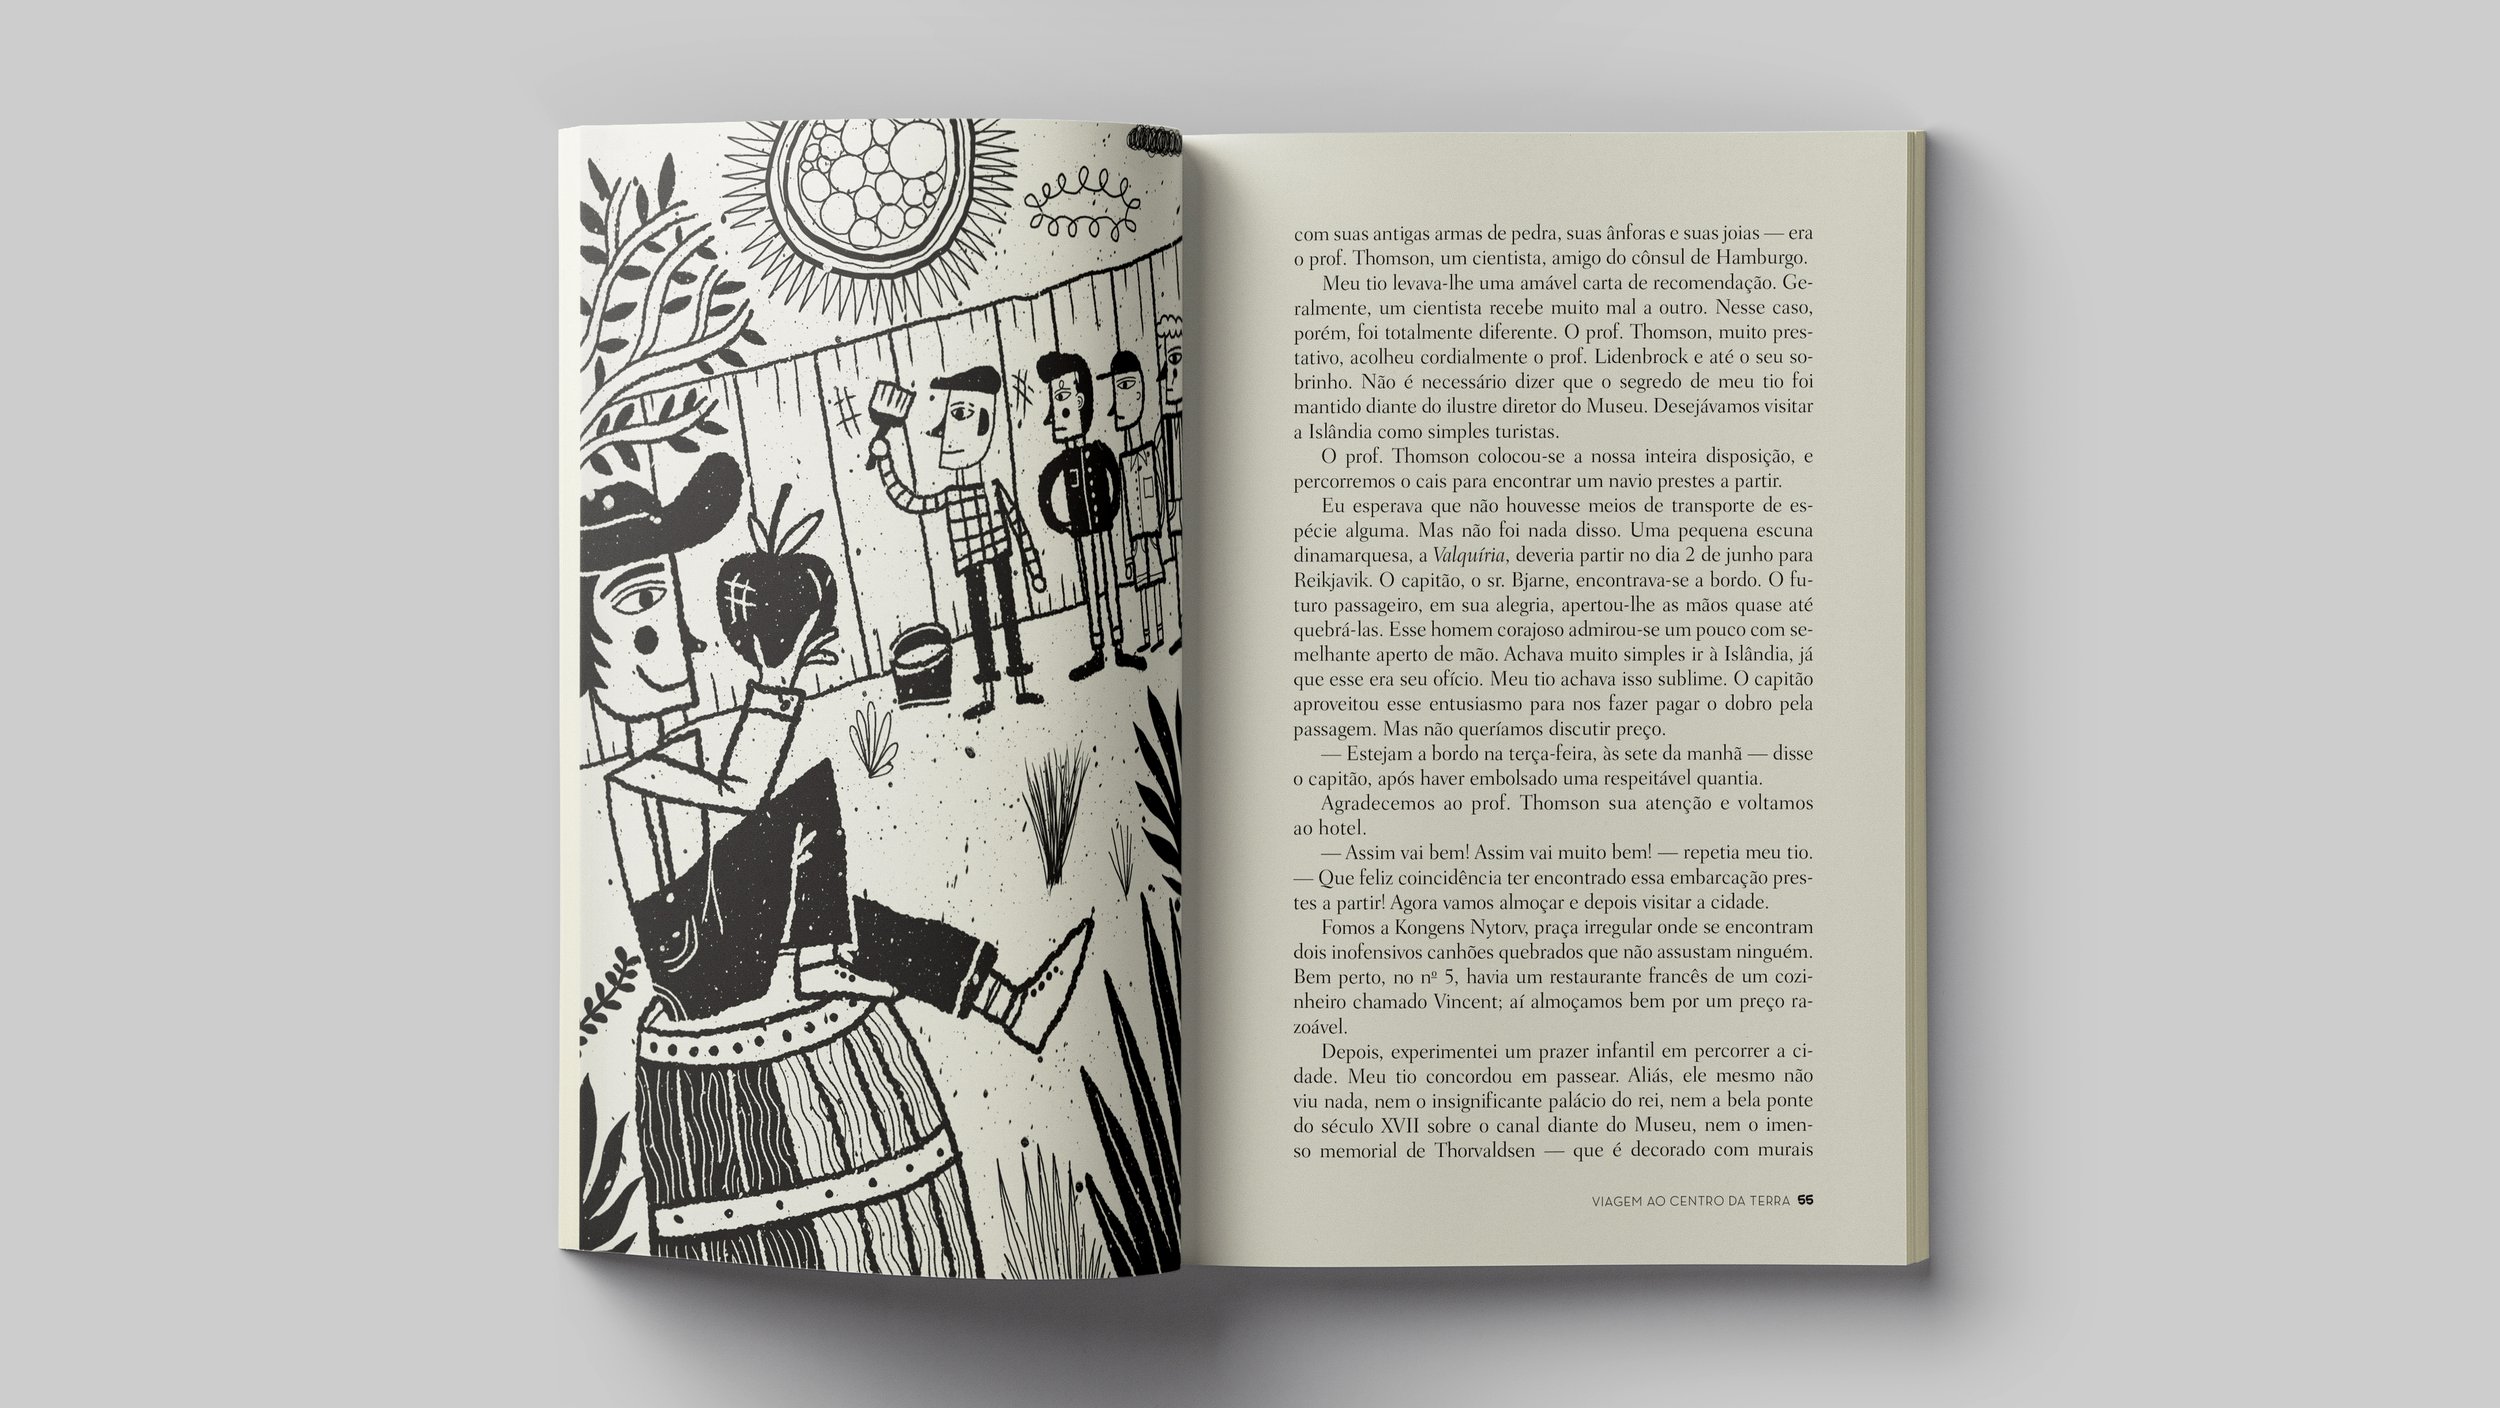 com suas antigas armas de pedra, suas ânforas e suas joias — era
o prof. Thomson, um cientista, amigo do cônsul de Hamburgo.
Meu tio levava-lhe uma amável carta de recomendação. Ge-
ralmente, um cientista recebe muito mal a outro. Nesse caso,
porém, foi totalmente diferente. O prof. Thomson, muito pres-
tativo, acolheu cordialmente o prof. Lidenbrock e até o seu so-
brinho. Não é necessário dizer que o segredo de meu tio foi
mantido diante do ilustre diretor do Museu. Desejávamos visitar
a Islândia como simples turistas.
O prof. Thomson colocou-se a nossa inteira disposição, e
percorremos o cais para encontrar um navio prestes a partir.
Eu esperava que não houvesse meios de transporte de es-
pécie alguma. Mas não foi nada disso. Uma pequena escuna
dinamarquesa, a Valquíria, deveria partir no dia 2 de junho para
Reikjavik. O capitão, o sr. Bjarne, encontrava-se a bordo. O fu-
turo passageiro, em sua alegria, apertou-lhe as mãos quase até
quebrá-las. Esse homem corajoso admirou-se um pouco com se-
melhante aperto de mão. Achava muito simples ir à Islândia, já
que esse era seu ofício. Meu tio achava isso sublime. O capitão
aproveitou esse entusiasmo para nos fazer pagar o dobro pela
passagem. Mas não queríamos discutir preço.
— Estejam a bordo na terça-feira, às sete da manhã — disse
o capitão, após haver embolsado uma respeitável quantia.
Agradecemos ao prof. Thomson sua atenção e voltamos
ao hotel.
— Assim vai bem! Assim vai muito bem! — repetia meu tio.
— Que feliz coincidência ter encontrado essa embarcação pres-
tes a partir! Agora vamos almoçar e depois visitar a cidade.
Fomos a Kongens Nytorv, praça irregular onde se encontram
dois inofensivos canhões quebrados que não assustam ninguém.
Bem perto, no nº 5, havia um restaurante francês de um cozi-
nheiro chamado Vincent; aí almoçamos bem por um preço ra-
zoável.
Depois, experimentei um prazer infantil em percorrer a ci-
dade. Meu tio concordou em passear. Aliás, ele mesmo não
viu nada, nem o insignificante palácio do rei, nem a bela ponte
do século XVII sobre o canal diante do Museu, nem o imen-
so memorial de Thorvaldsen — que é decorado com murais
VIAGEM AO CENTRO DA TERRA 55